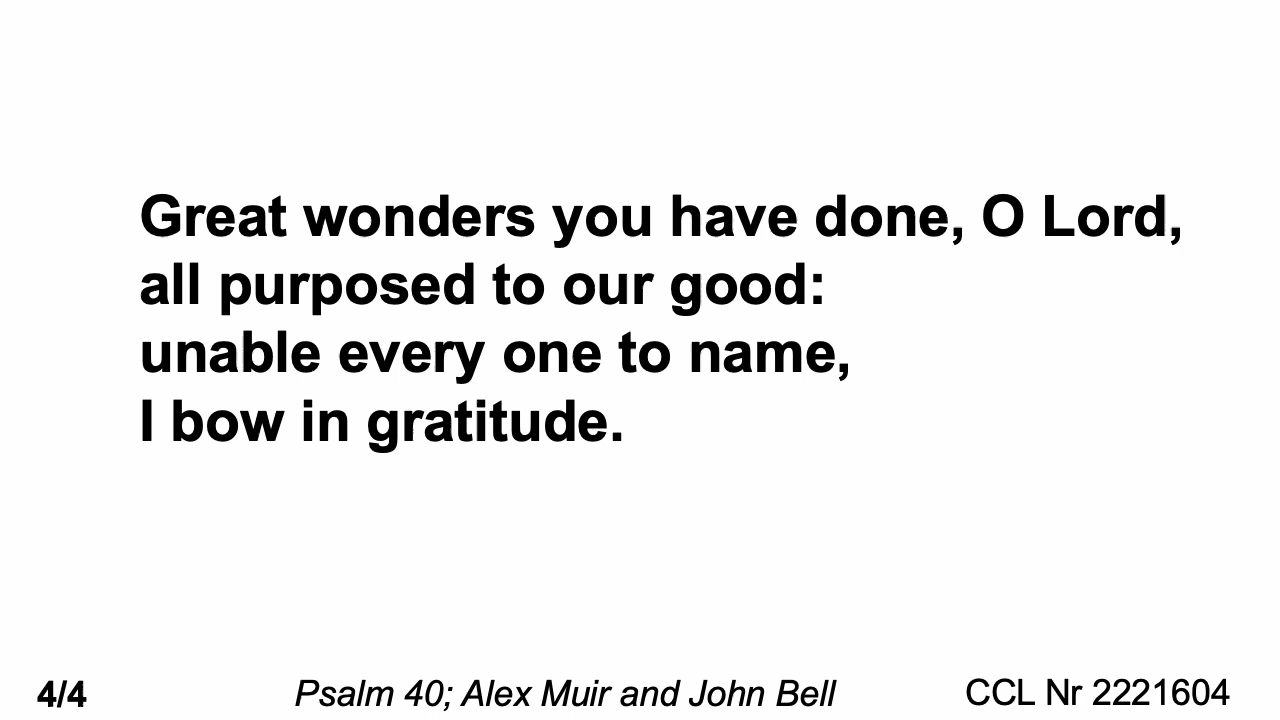 Great wonders you have done, O Lord,
all purposed to our good:
unable every one to name,
I bow in gratitude.
4/4 Psalm 40; Alex Muir and John Bell CCL Nr 2221604